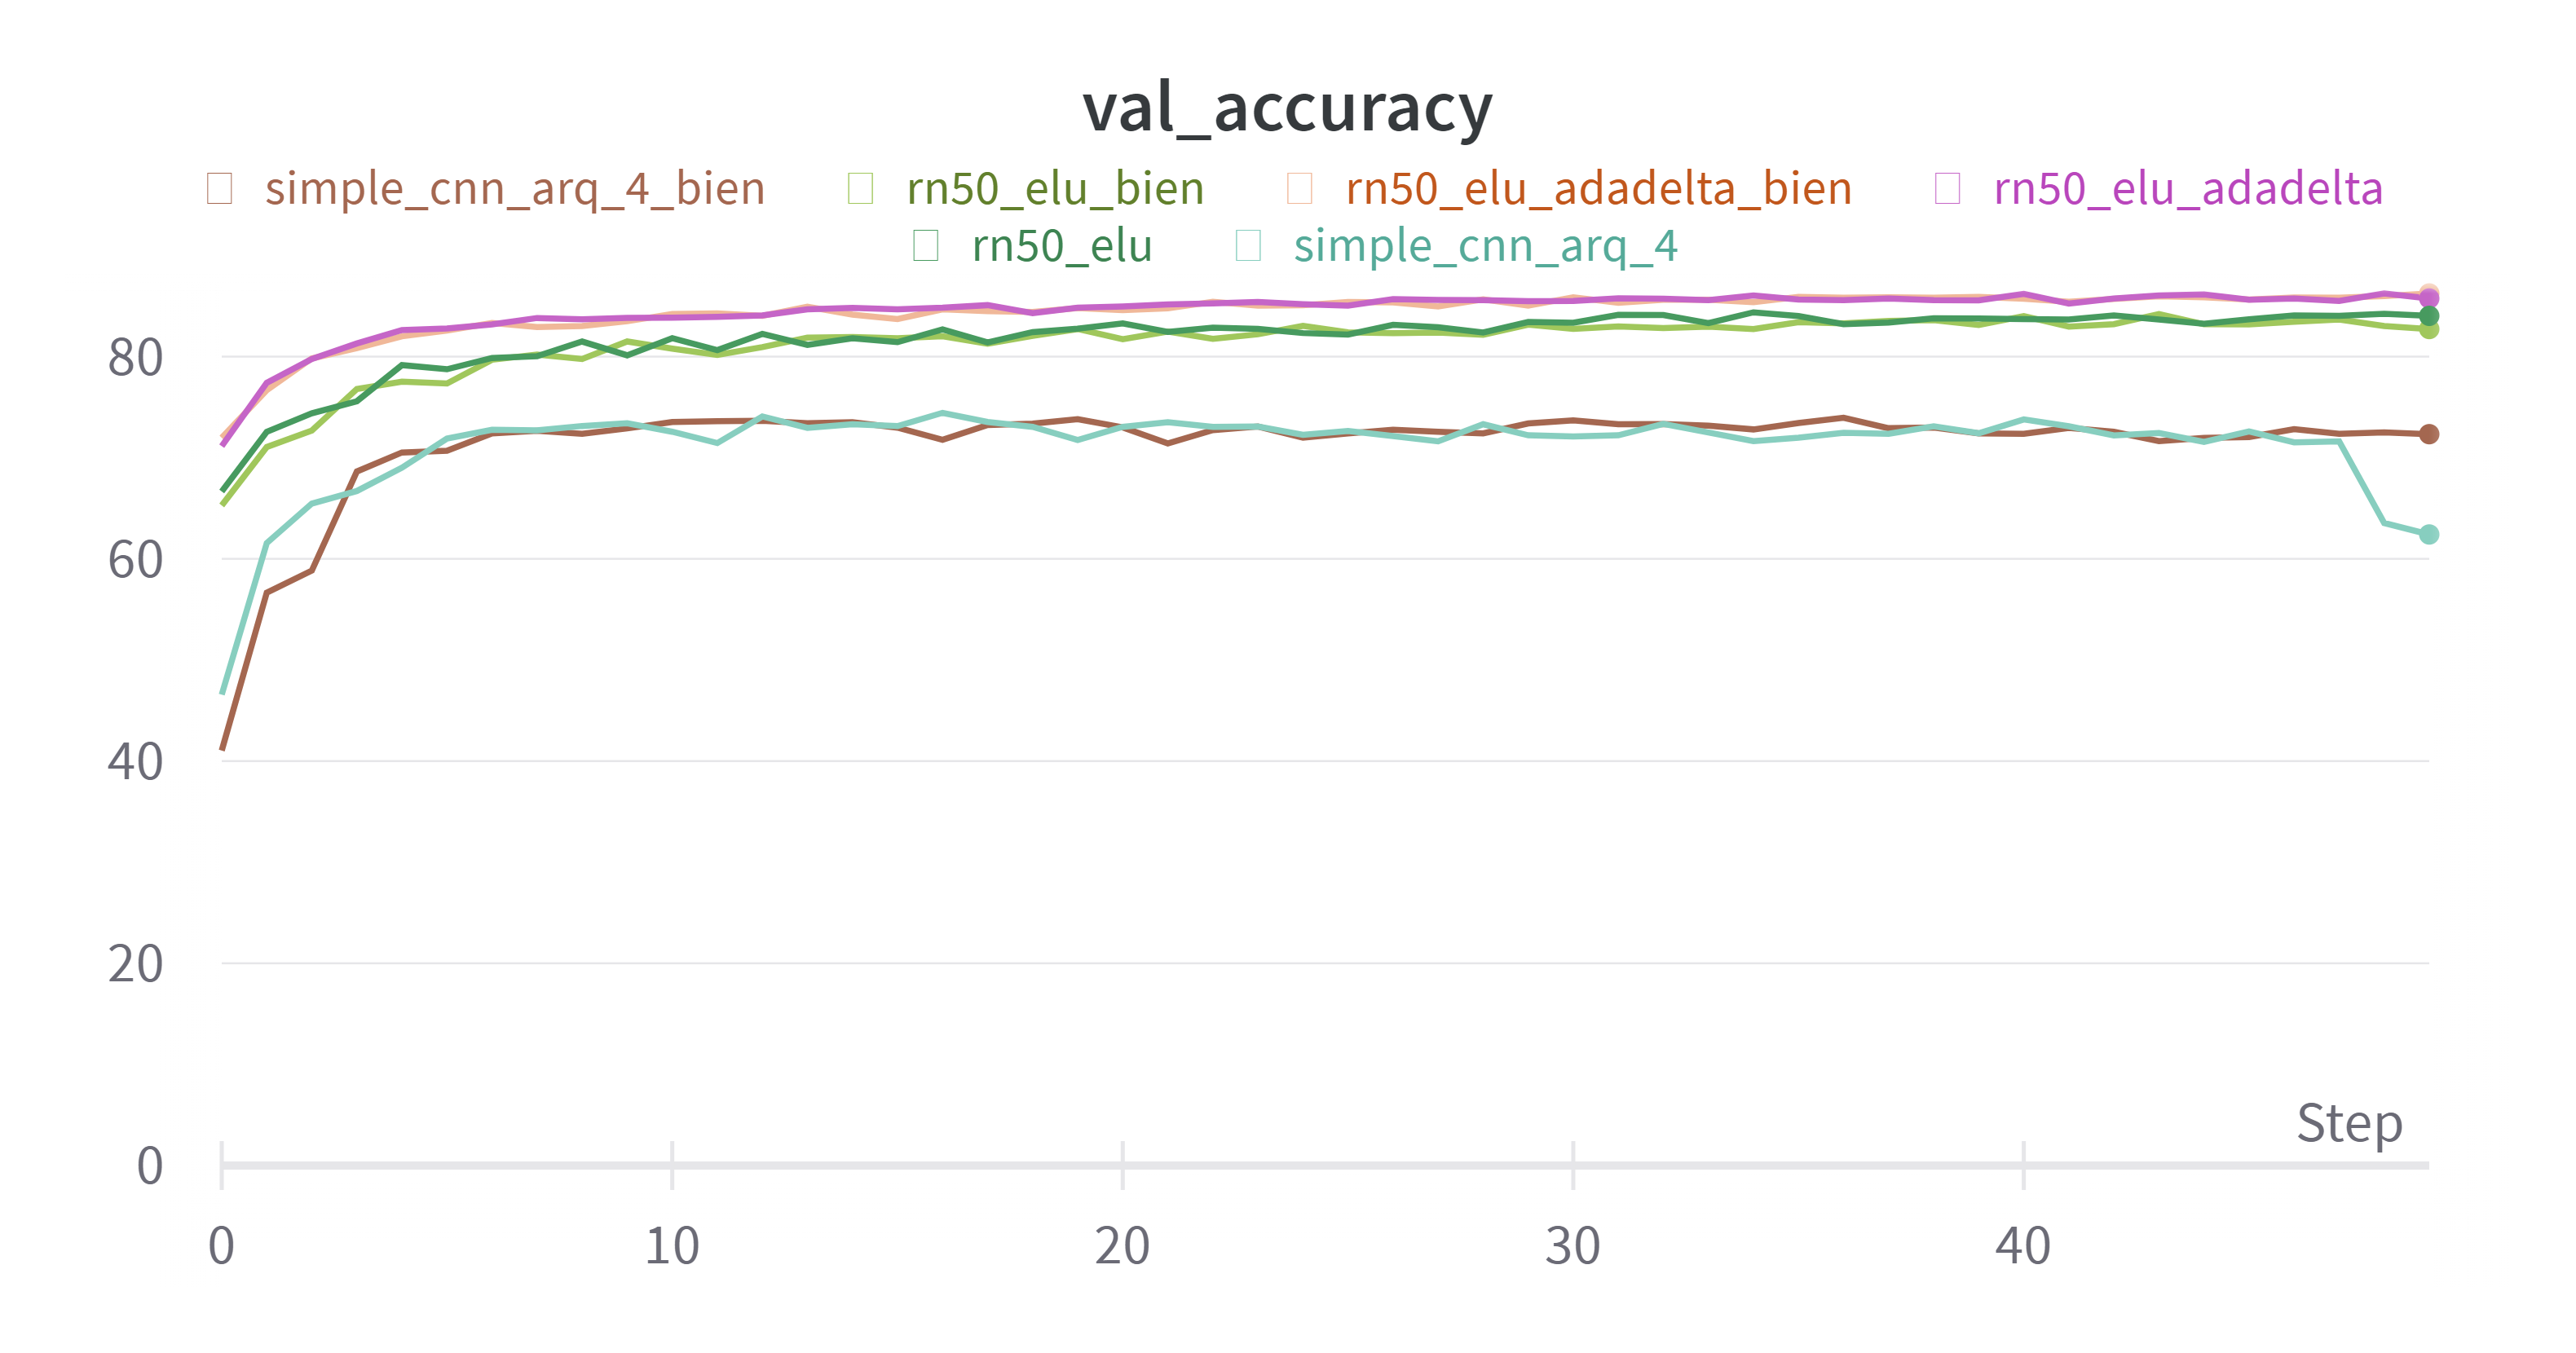 val_accuracy
simple_cnn_arq_4_bien rn50_elu_bien rn50_elu_adadelta_bien rn50_elu_adadelta
rn50_elu simple_cnn_arq_4
80
60
40
20
0
Step
0 10 20 30 40